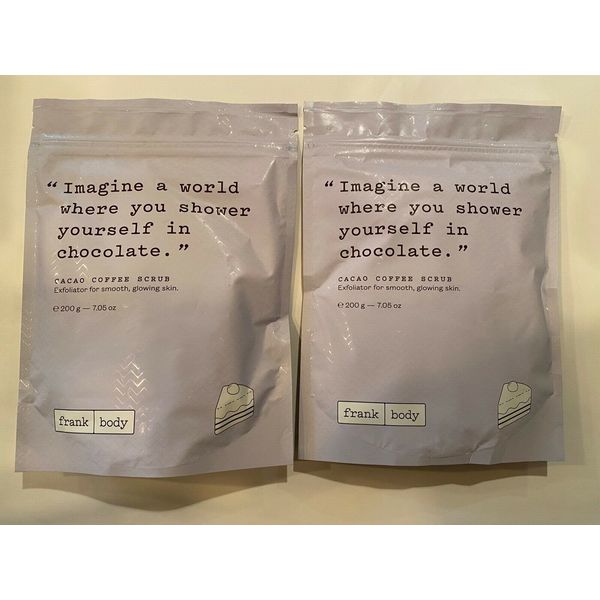 “ Imagine a world
where you shower
yourself in
chocolate.”
CACAO COFFEE SCRUB
Exfoliator for smooth, glowing skin.
℮ 200 g — 7.05 oz
frank body
“ Imagine a world
where you shower
yourself in
chocolate.”
CACAO COFFEE SCRUB
Exfoliator for smooth, glowing skin.
℮ 200 g — 7.05 oz
frank body